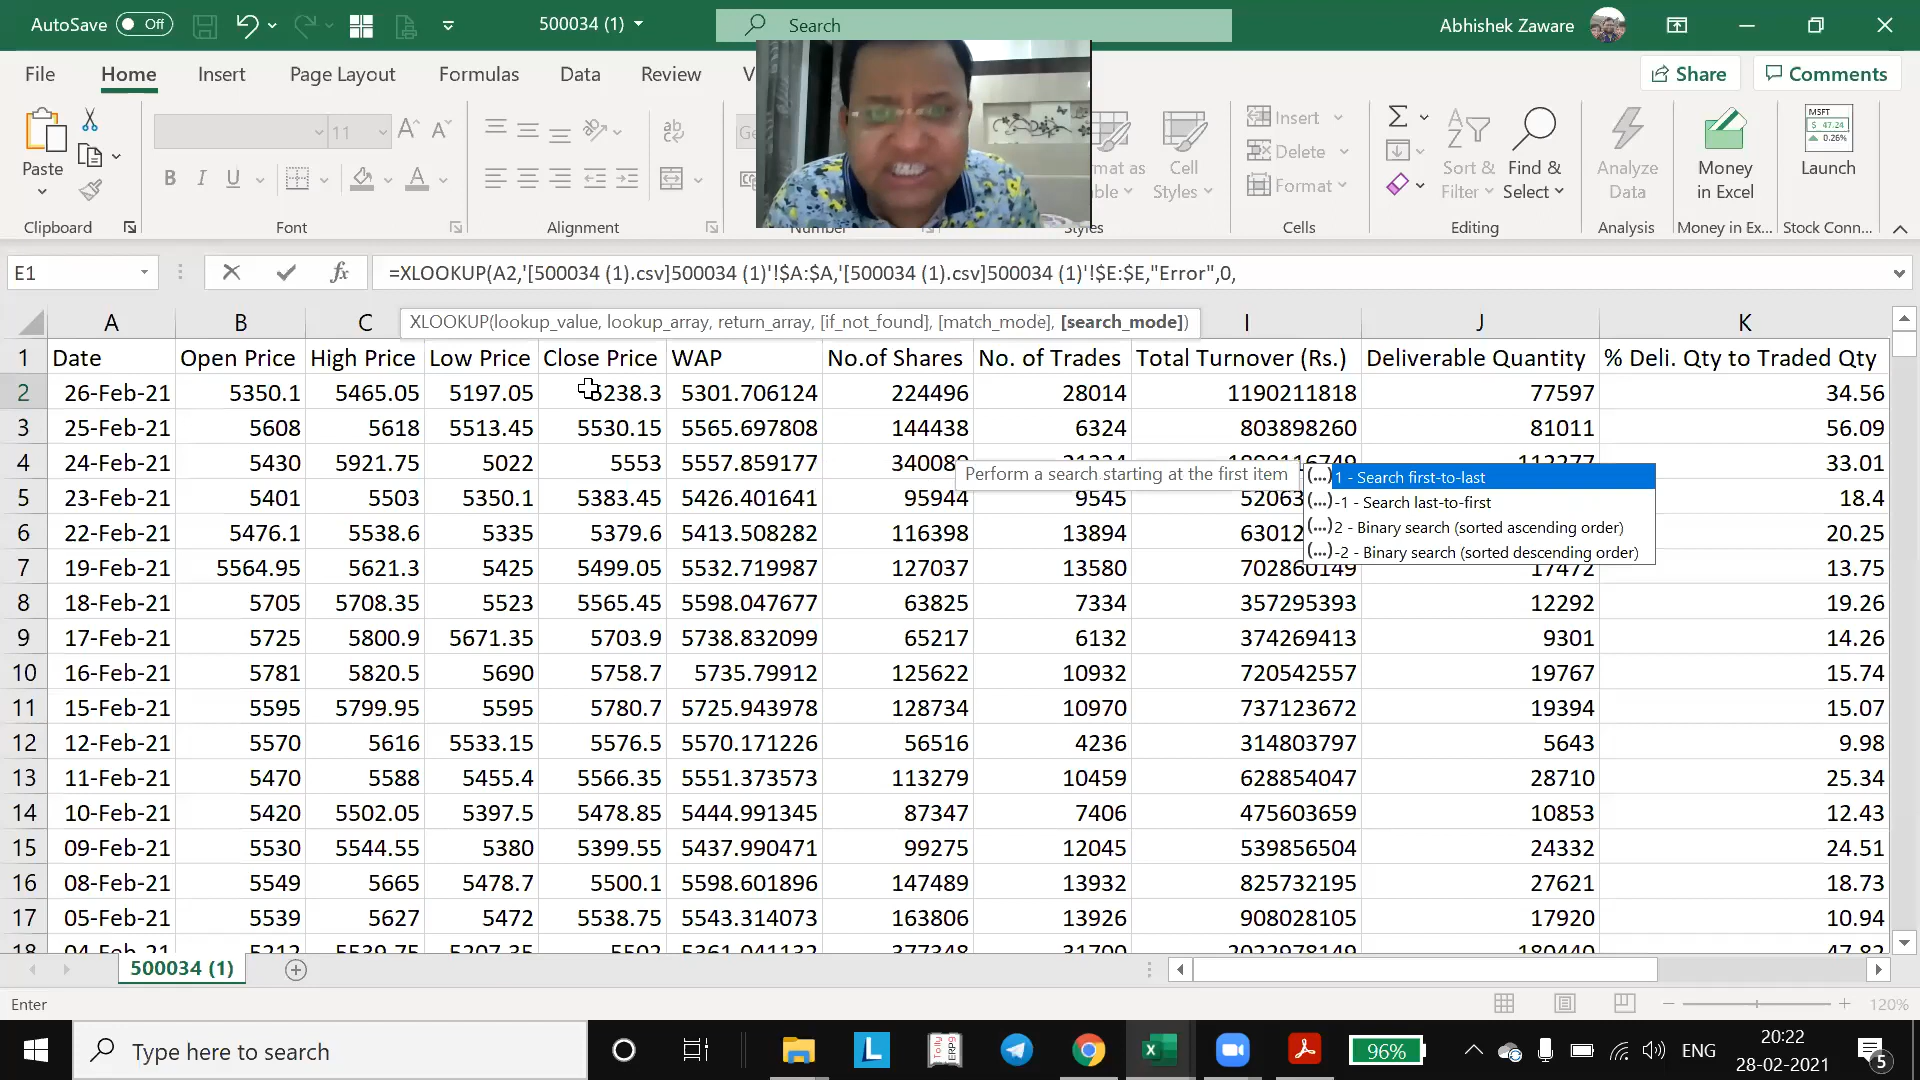 AutoSave Off 500034 (1) Search Abhishek Zaware
File Home Insert Page Layout Formulas Data Review Share Comments
11 Insert MSFT
$ 47.24
0.26%
Paste Delete Cell Sort & Find & Analyze Money Launch
Format Styles Filter Select Data in Excel
Clipboard Font Alignment Number Styles Cells Editing Analysis Money in Ex... Stock Conn...
E1 =XLOOKUP(A2,'[500034 (1).csv]500034 (1)'!$A:$A,'[500034 (1).csv]500034 (1)'!$E:$E,"Error",0,
XLOOKUP(lookup_value, lookup_array, return_array, [if_not_found], [match_mode], [search_mode])
A B C I J K
1 Date Open Price High Price Low Price Close Price WAP No.of Shares No. of Trades Total Turnover (Rs.) Deliverable Quantity % Deli. Qty to Traded Qty
2 26-Feb-21 5350.1 5465.05 5197.05 5238.3 5301.706124 224496 28014 1190211818 77597 34.56
3 25-Feb-21 5608 5618 5513.45 5530.15 5565.697808 144438 6324 803898260 81011 56.09
4 24-Feb-21 5430 5921.75 5022 5553 5557.859177 33.01
Perform a search starting at the first item
(...) 1 - Search first-to-last
5 23-Feb-21 5401 5503 5350.1 5383.45 5426.401641 95944 9545 18.4
(...) -1 - Search last-to-first
6 22-Feb-21 5476.1 5538.6 5335 5379.6 5413.508282 116398 13894 20.25
(...) 2 - Binary search (sorted ascending order)
(...) -2 - Binary search (sorted descending order)
7 19-Feb-21 5564.95 5621.3 5425 5499.05 5532.719987 127037 13580 702860149 17472 13.75
8 18-Feb-21 5705 5708.35 5523 5565.45 5598.047677 63825 7334 357295393 12292 19.26
9 17-Feb-21 5725 5800.9 5671.35 5703.9 5738.832099 65217 6132 374269413 9301 14.26
10 16-Feb-21 5781 5820.5 5690 5758.7 5735.79912 125622 10932 720542557 19767 15.74
11 15-Feb-21 5595 5799.95 5595 5780.7 5725.943978 128734 10970 737123672 19394 15.07
12 12-Feb-21 5570 5616 5533.15 5576.5 5570.171226 56516 4236 314803797 5643 9.98
13 11-Feb-21 5470 5588 5455.4 5566.35 5551.373573 113279 10459 628854047 28710 25.34
14 10-Feb-21 5420 5502.05 5397.5 5478.85 5444.991345 87347 7406 475603659 10853 12.43
15 09-Feb-21 5530 5544.55 5380 5399.55 5437.990471 99275 12045 539856504 24332 24.51
16 08-Feb-21 5549 5665 5478.7 5500.1 5598.601896 147489 13932 825732195 27621 18.73
17 05-Feb-21 5539 5627 5472 5538.75 5543.314073 163806 13926 908028105 17920 10.94
500034 (1)
Enter 120%
Type here to search 96% ENG 20:22
28-02-2021 5